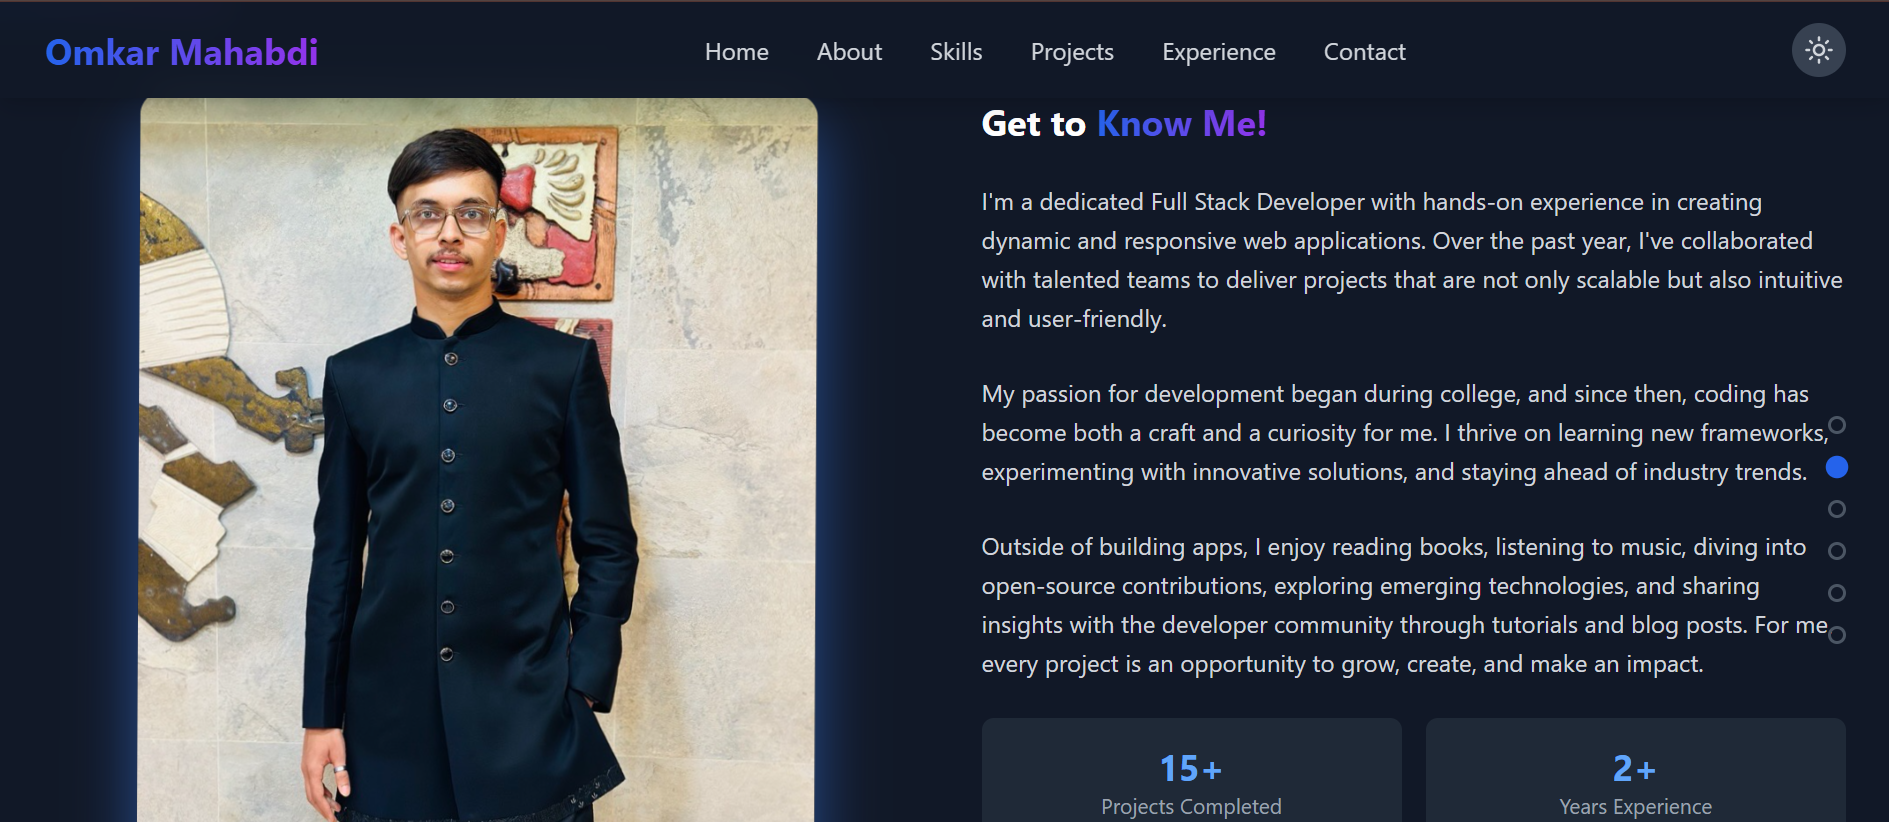 Omkar Mahabdi
Home About Skills Projects Experience Contact
Get to Know Me!
I'm a dedicated Full Stack Developer with hands-on experience in creating
dynamic and responsive web applications. Over the past year, I've collaborated
with talented teams to deliver projects that are not only scalable but also intuitive
and user-friendly.
My passion for development began during college, and since then, coding has
become both a craft and a curiosity for me. I thrive on learning new frameworks,
experimenting with innovative solutions, and staying ahead of industry trends.
Outside of building apps, I enjoy reading books, listening to music, diving into
open-source contributions, exploring emerging technologies, and sharing
insights with the developer community through tutorials and blog posts. For me,
every project is an opportunity to grow, create, and make an impact.
15+
Projects Completed
2+
Years Experience